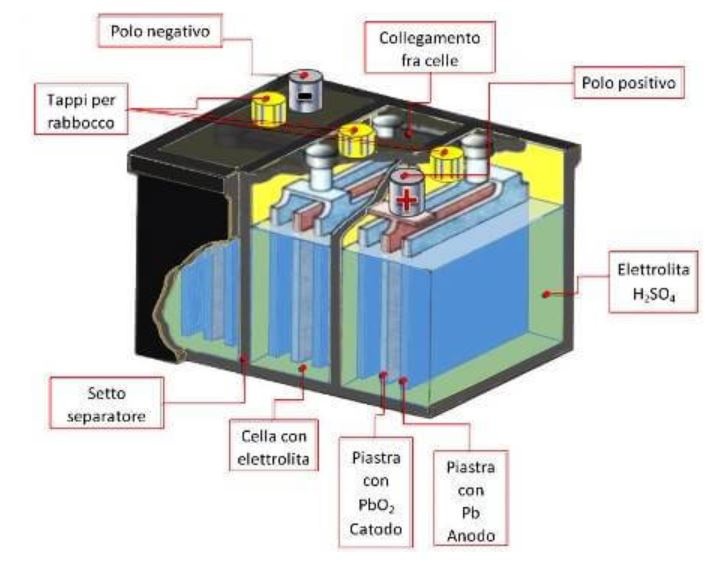 Polo negativo
Collegamento
fra celle
Polo positivo
Tappi per
rabbocco
-
+
Elettrolita
H₂SO₄
Setto
separatore
Cella con
elettrolita
Piastra
con
PbO₂
Catodo
Piastra
con
Pb
Anodo